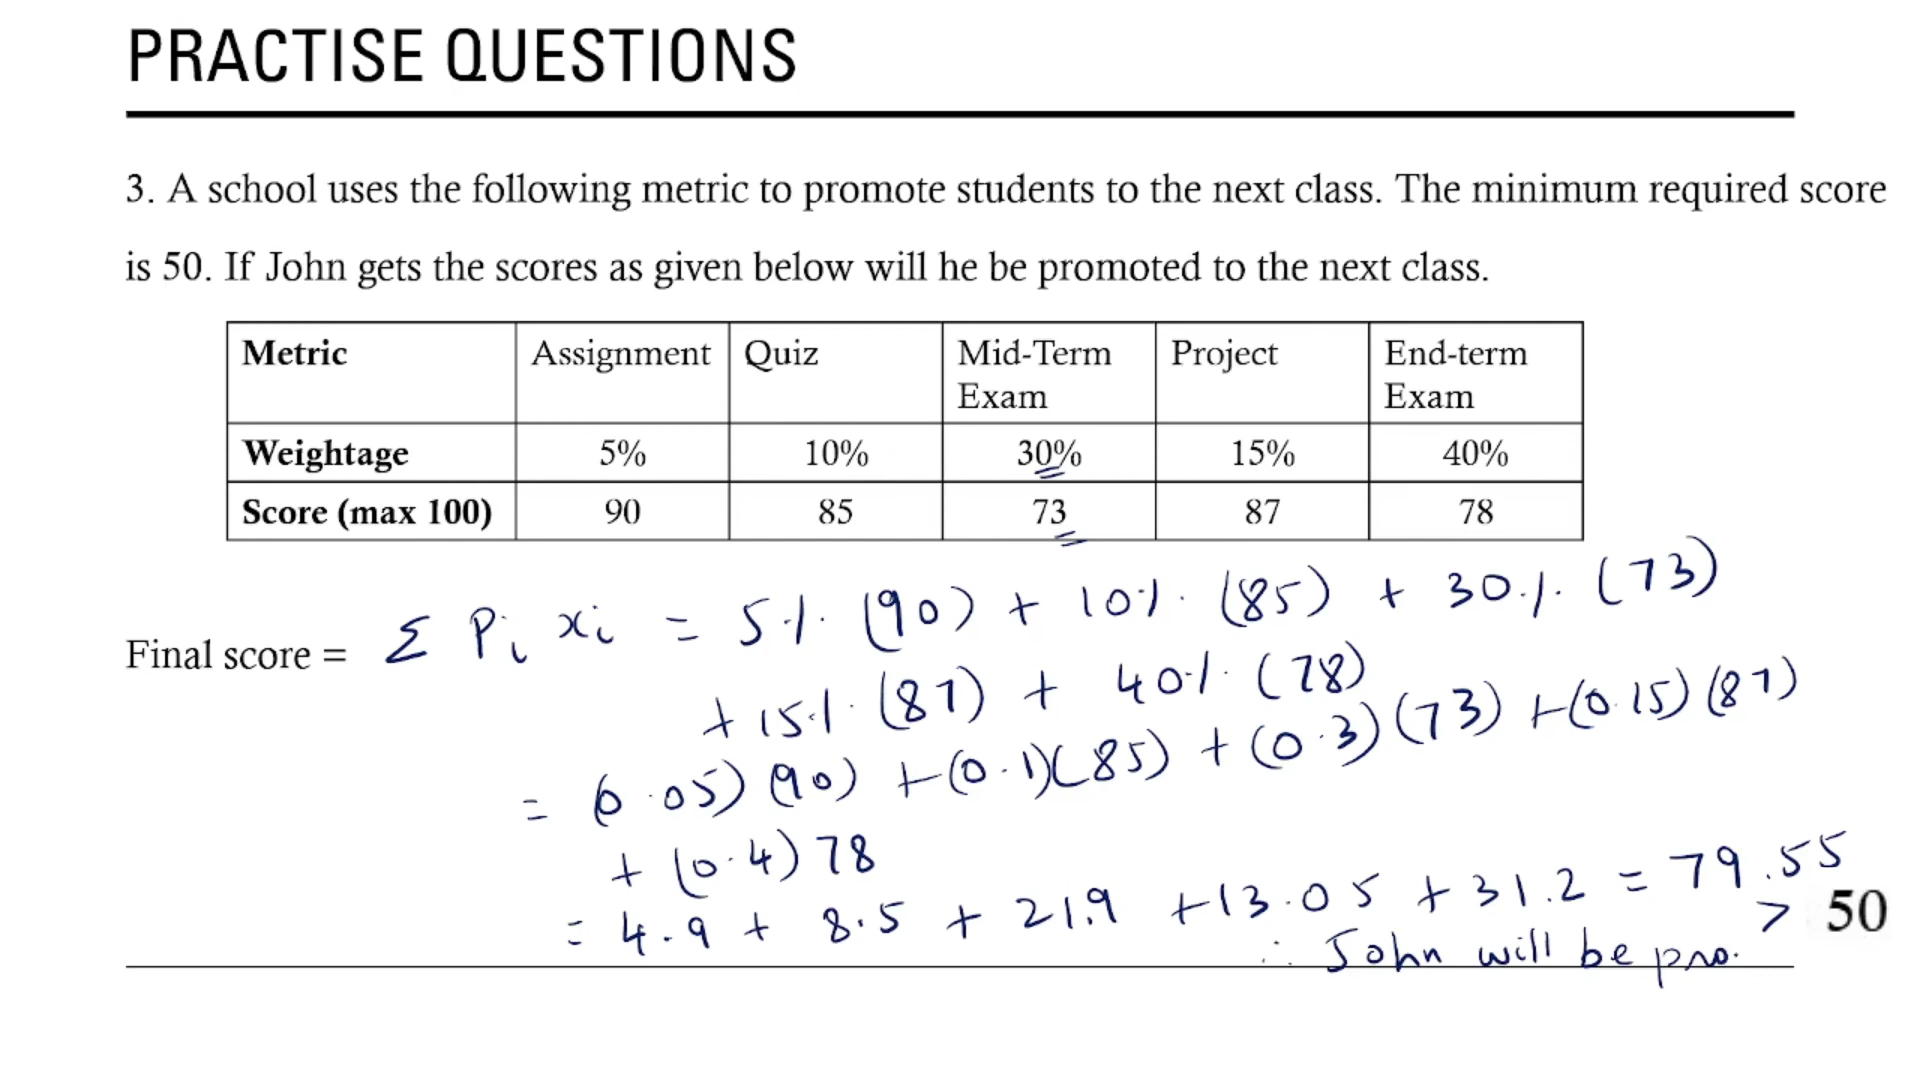 PRACTISE QUESTIONS
3. A school uses the following metric to promote students to the next class. The minimum required score
is 50. If John gets the scores as given below will he be promoted to the next class.
Metric Assignment Quiz Mid-Term Exam Project End-term Exam
Weightage 5% 10% 30% 15% 40%
Score (max 100) 90 85 73 87 78
Final score = Σ Pi xi = 5% (90) + 10% (85) + 30% (73)
+ 15% (87) + 40% (78)
= (0.05) (90) + (0.1)(85) + (0.3) (73) + (0.15) (87)
+ (0.4) 78
= 4.9 + 8.5 + 21.9 + 13.05 + 31.2 = 79.55
> 50
∴ John will be pro.